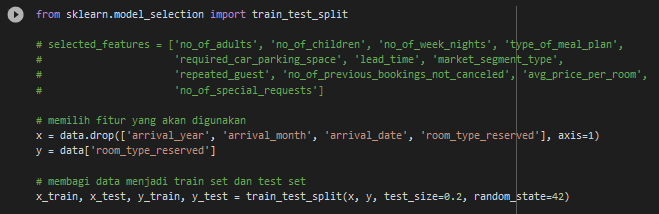 from sklearn.model_selection import train_test_split
# selected_features = ['no_of_adults', 'no_of_children', 'no_of_week_nights', 'type_of_meal_plan',
#                     'required_car_parking_space', 'lead_time', 'market_segment_type',
#                     'repeated_guest', 'no_of_previous_bookings_not_canceled', 'avg_price_per_room',
#                     'no_of_special_requests']
# memilih fitur yang akan digunakan
x = data.drop(['arrival_year', 'arrival_month', 'arrival_date', 'room_type_reserved'], axis=1)
y = data['room_type_reserved']
# membagi data menjadi train set dan test set
x_train, x_test, y_train, y_test = train_test_split(x, y, test_size=0.2, random_state=42)